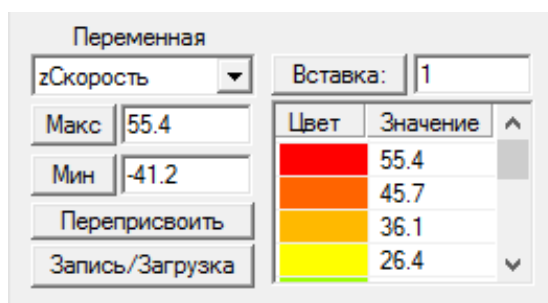 Переменная
zСкорость
Вставка: 1
Макс 55.4
Цвет Значение
Мин -41.2
55.4
45.7
Переприсвоить
36.1
Запись/Загрузка
26.4